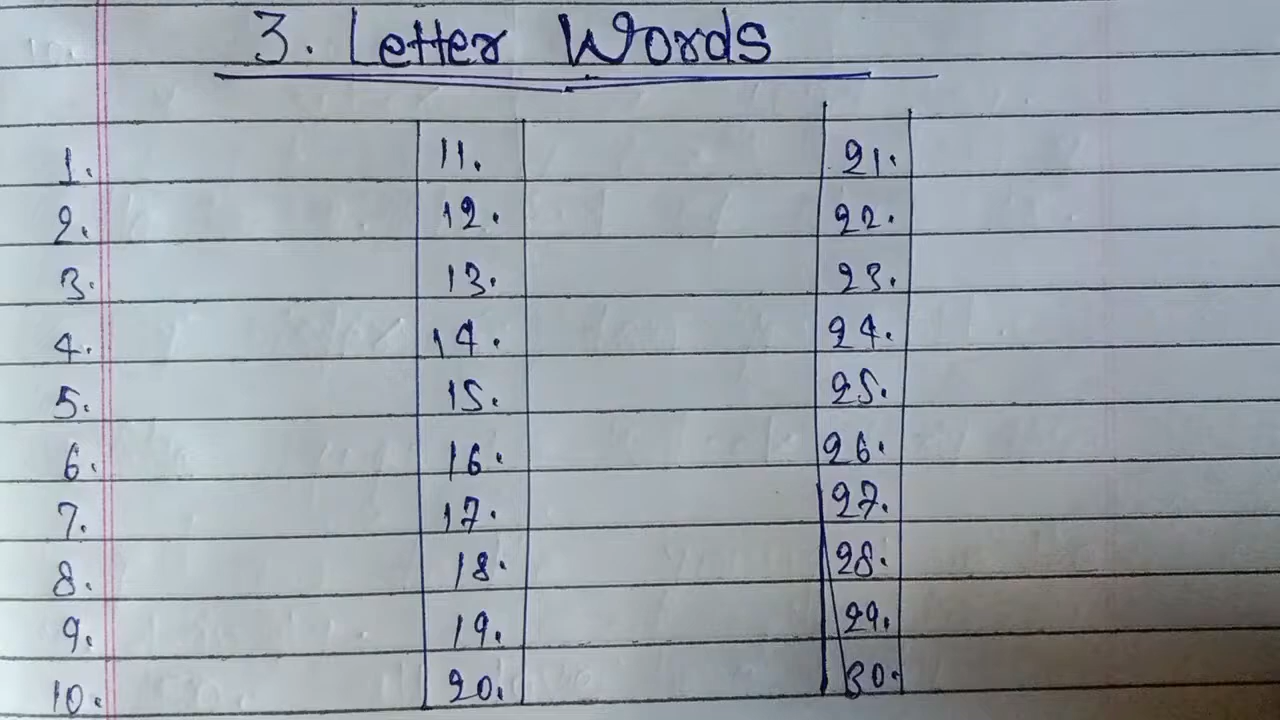 3. Letter Words
1. 11. 21.
2. 12. 22.
3. 13. 23.
4. 14. 24.
5. 15. 25.
6. 16. 26.
7. 17. 27.
8. 18. 28.
9. 19. 29.
10. 20. 30.